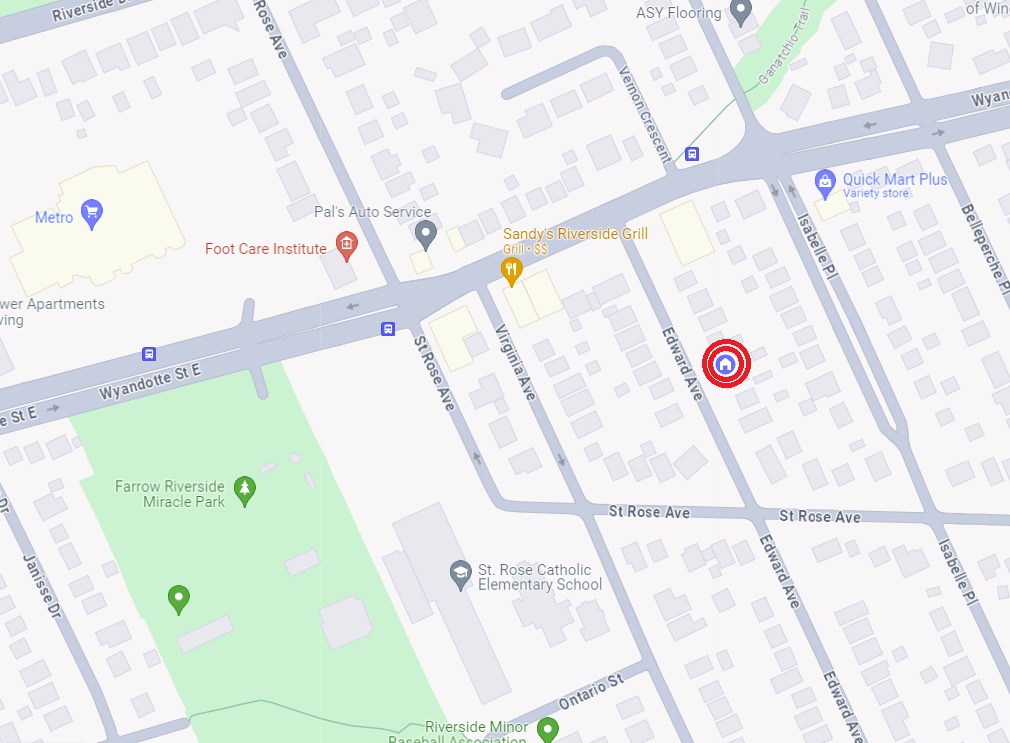 Riverside D
ASY Flooring
of Win
St Rose Ave
Ganatchio Trail
Vernon Crescent
Wyan
Metro
Pal's Auto Service
Foot Care Institute
Sandy's Riverside Grill
Grill • $$
Quick Mart Plus
Variety store
Isabelle Pl
Belleperche Pl
wer Apartments
ving
Wyandotte St E
e St E
St Rose Ave
Virginia Ave
Edward Ave
Farrow Riverside
Miracle Park
St Rose Ave
St Rose Ave
Dr
Janisse Dr
St. Rose Catholic
Elementary School
Edward Ave
Isabelle Pl
Ontario St
Edward Ave
Riverside Minor
Baseball Association